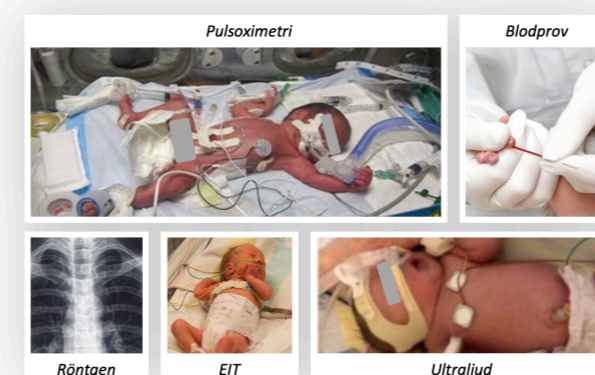 Pulsoximetri
Blodprov
Röntgen
EIT
Ultraljud